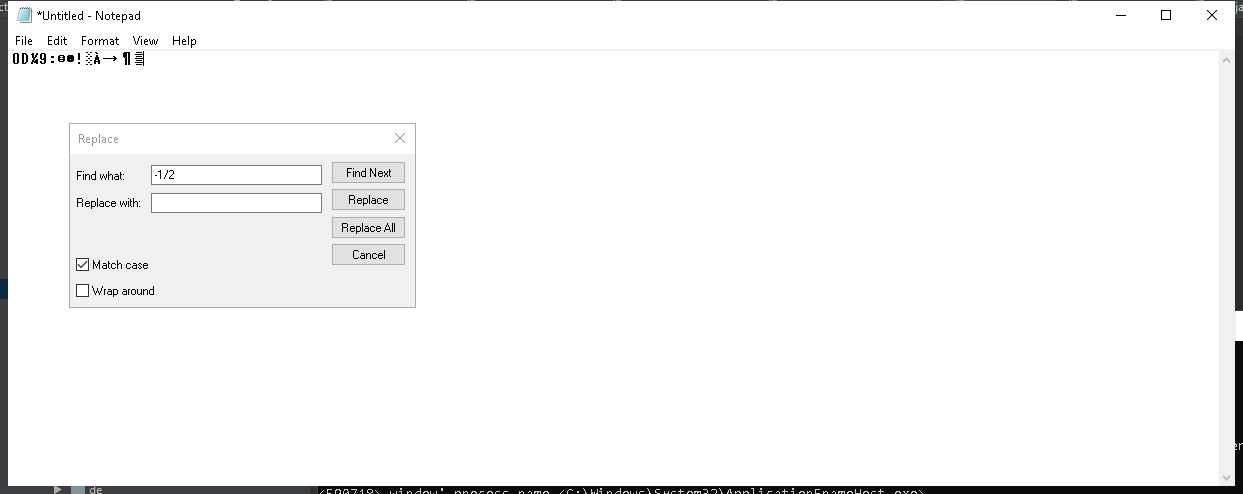 *Untitled - Notepad
File Edit Format View Help
0D%9:☺☻!░À→¶▒
Replace
Find what: -1/2 Find Next
Replace with: Replace
Replace All
Cancel
Match case
Wrap around
de
window' process name <C:\Windows\System32\ApplicationFrameHost.exe>